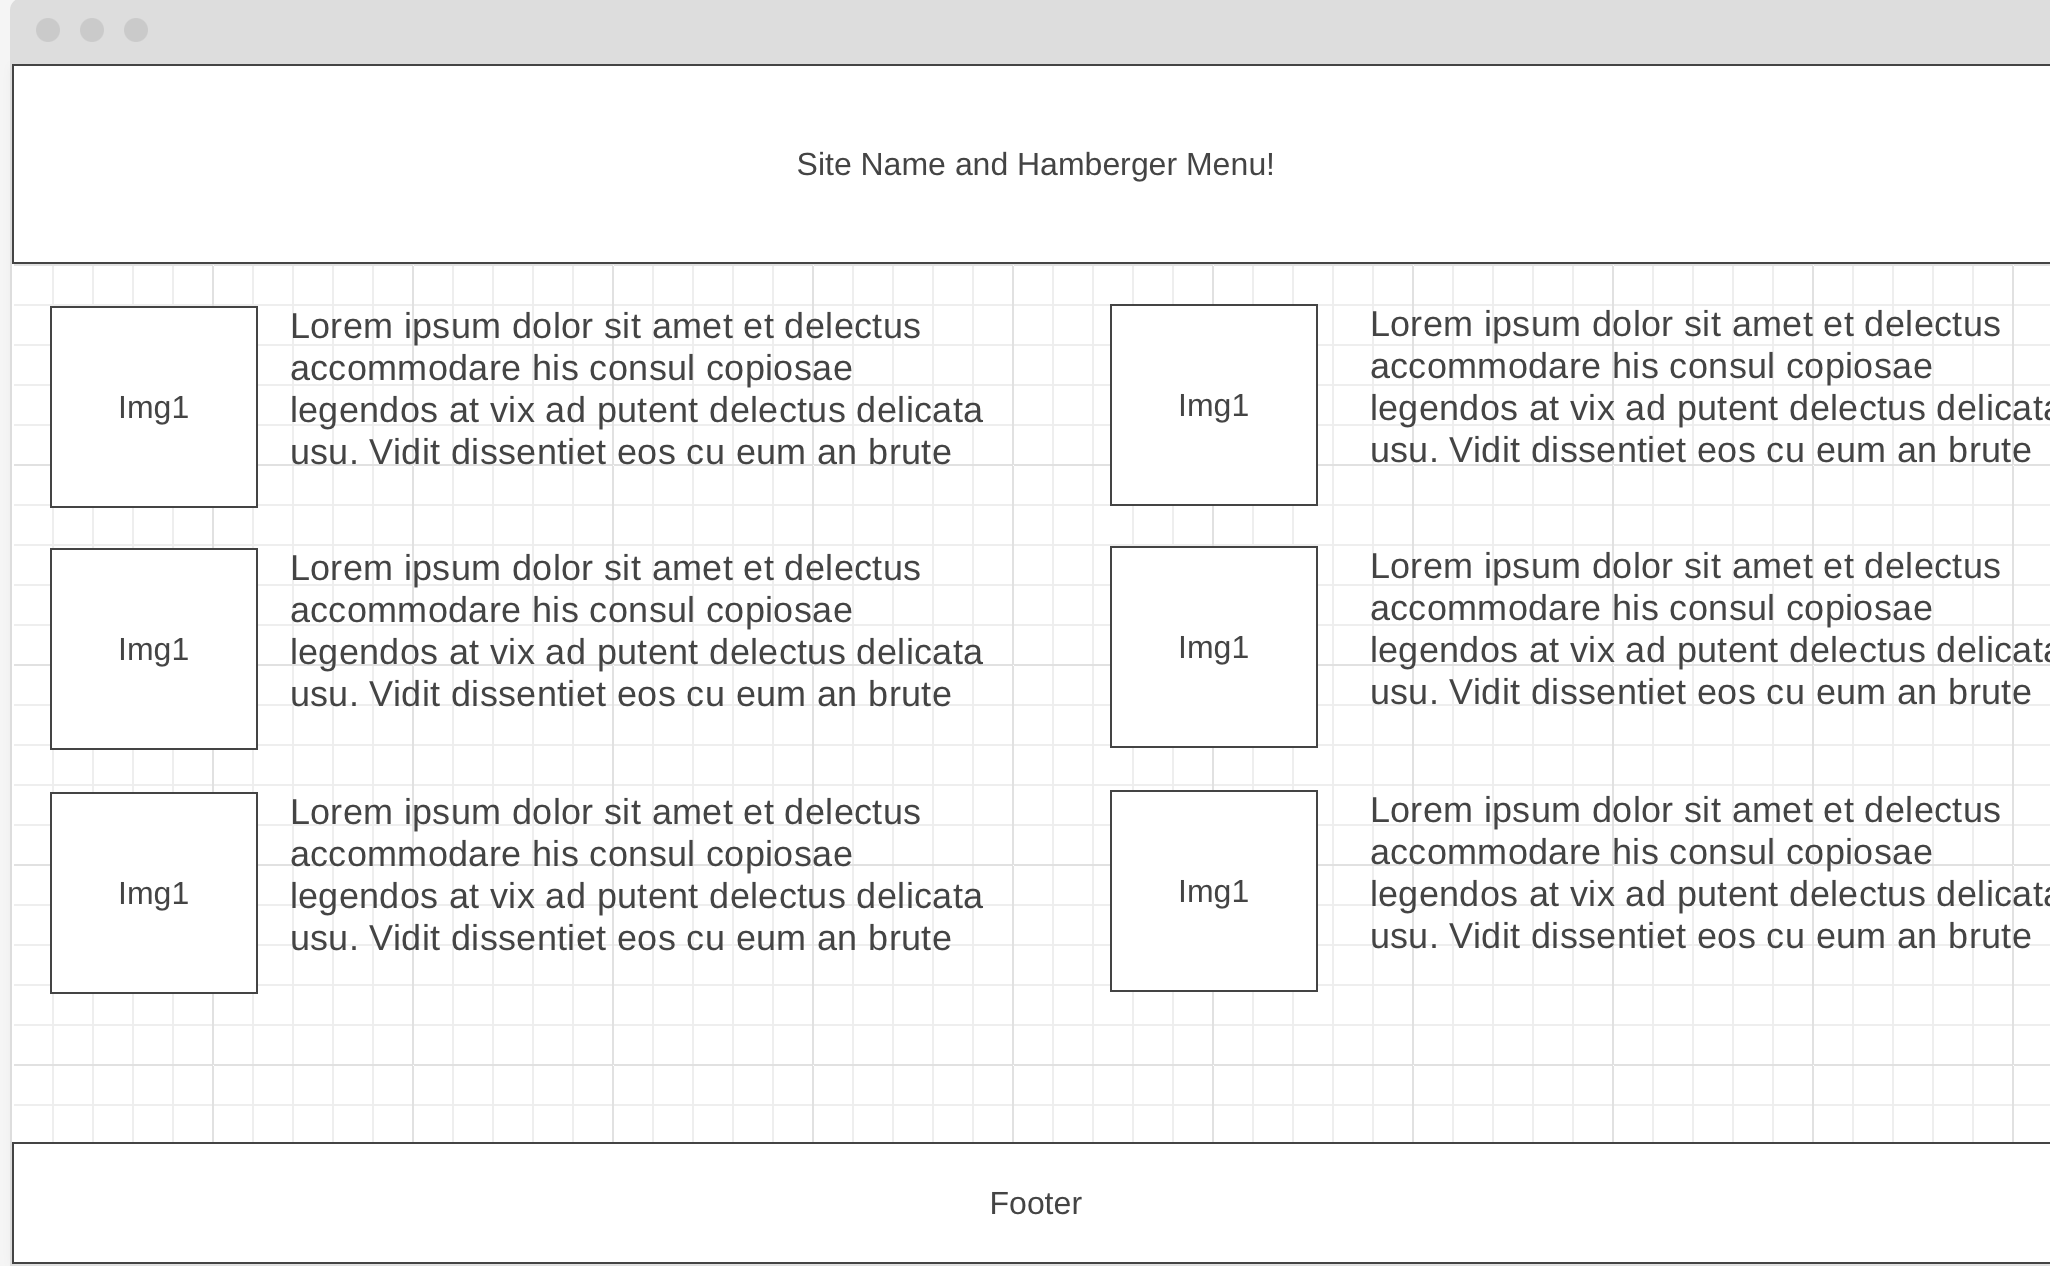 Site Name and Hamberger Menu!
Img1
Lorem ipsum dolor sit amet et delectus
accommodare his consul copiosae
legendos at vix ad putent delectus delicata
usu. Vidit dissentiet eos cu eum an brute
Img1
Lorem ipsum dolor sit amet et delectus
accommodare his consul copiosae
legendos at vix ad putent delectus delicata
usu. Vidit dissentiet eos cu eum an brute
Img1
Lorem ipsum dolor sit amet et delectus
accommodare his consul copiosae
legendos at vix ad putent delectus delicata
usu. Vidit dissentiet eos cu eum an brute
Img1
Lorem ipsum dolor sit amet et delectus
accommodare his consul copiosae
legendos at vix ad putent delectus delicata
usu. Vidit dissentiet eos cu eum an brute
Img1
Lorem ipsum dolor sit amet et delectus
accommodare his consul copiosae
legendos at vix ad putent delectus delicata
usu. Vidit dissentiet eos cu eum an brute
Img1
Lorem ipsum dolor sit amet et delectus
accommodare his consul copiosae
legendos at vix ad putent delectus delicata
usu. Vidit dissentiet eos cu eum an brute
Footer